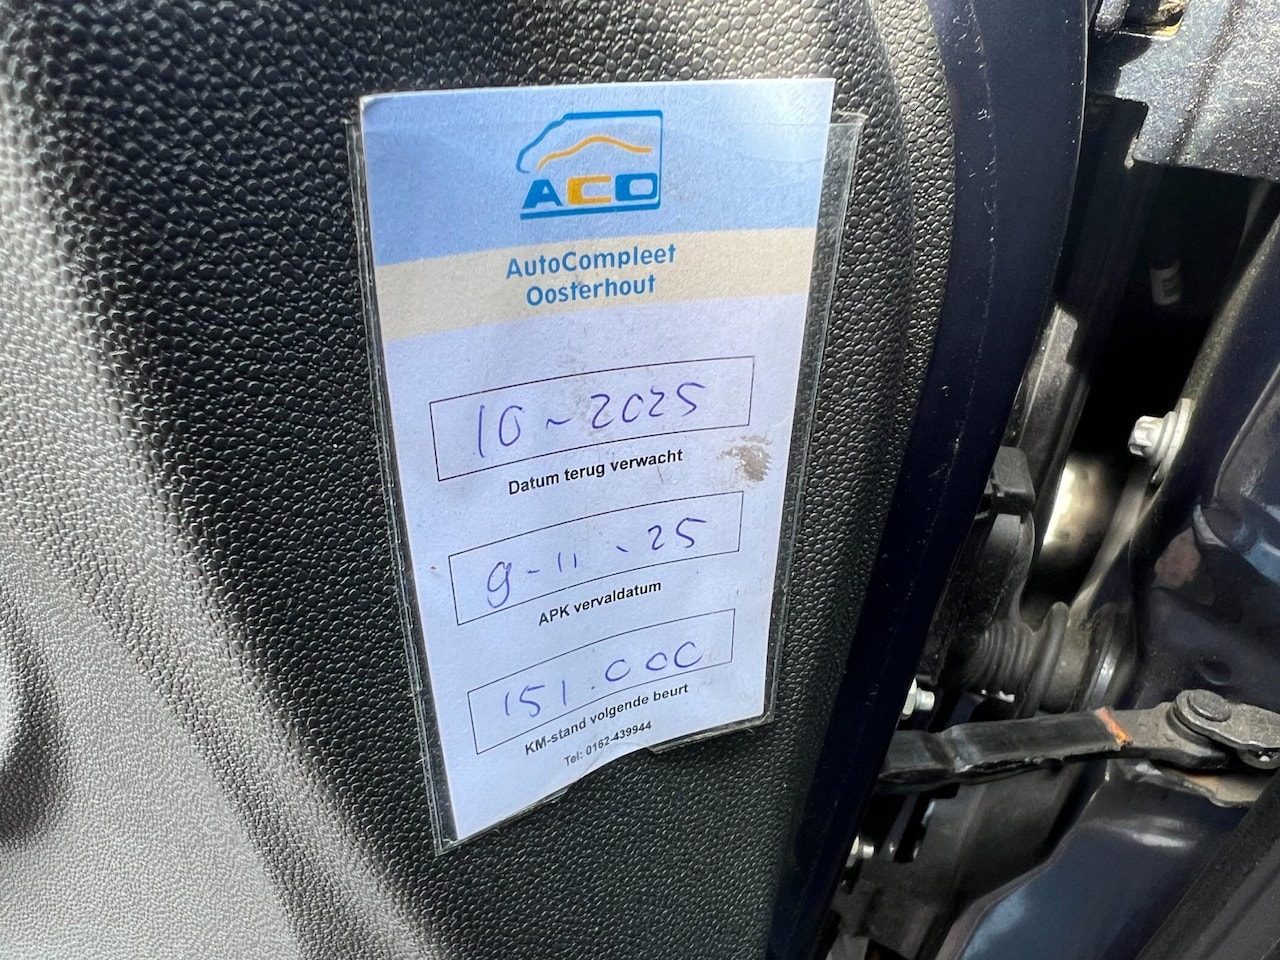 ACO
AutoCompleet
Oosterhout
10-2025
Datum terug verwacht
9-11-25
APK vervaldatum
151.000
KM-stand volgende beurt
Tel: 0162-439944